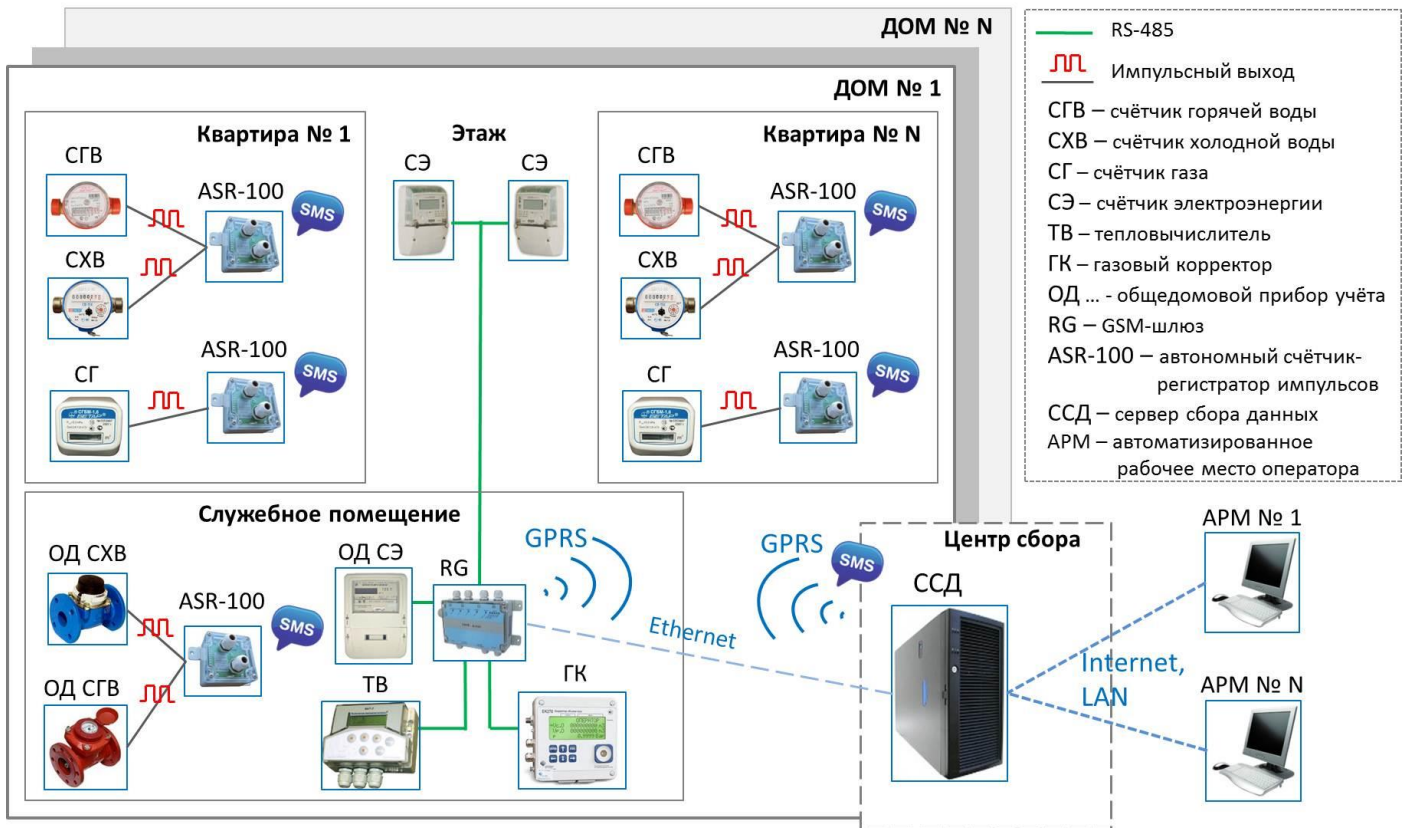 ДОМ № N
ДОМ № 1
Квартира № 1
СГВ
ASR-100
SMS
СХВ
ASR-100
SMS
СГ
Этаж
СЭ
СЭ
Квартира № N
СГВ
ASR-100
SMS
СХВ
ASR-100
SMS
СГ
Служебное помещение
ОД СХВ
ASR-100
SMS
ОД СГВ
ОД СЭ
RG
ТВ
ГК
GPRS
Ethernet
GPRS
SMS
Центр сбора
ССД
Internet,
LAN
АРМ № 1
АРМ № N
RS-485
Импульсный выход
СГВ – счётчик горячей воды
СХВ – счётчик холодной воды
СГ – счётчик газа
СЭ – счётчик электроэнергии
ТВ – тепловычислитель
ГК – газовый корректор
ОД ... - общедомовой прибор учёта
RG – GSM-шлюз
ASR-100 – автономный счётчик-
регистратор импульсов
ССД – сервер сбора данных
АРМ – автоматизированное
рабочее место оператора